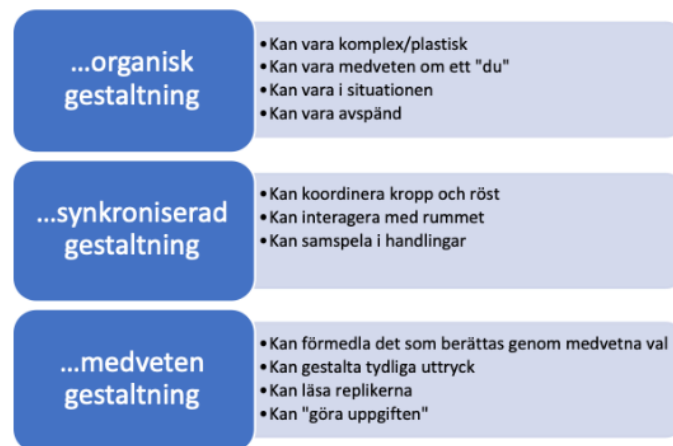 ...organisk
gestaltning
•Kan vara komplex/plastisk
•Kan vara medveten om ett "du"
•Kan vara i situationen
•Kan vara avspänd
...synkroniserad
gestaltning
•Kan koordinera kropp och röst
•Kan interagera med rummet
•Kan samspela i handlingar
...medveten
gestaltning
•Kan förmedla det som berättas genom medvetna val
•Kan gestalta tydliga uttryck
•Kan läsa replikerna
•Kan "göra uppgiften"